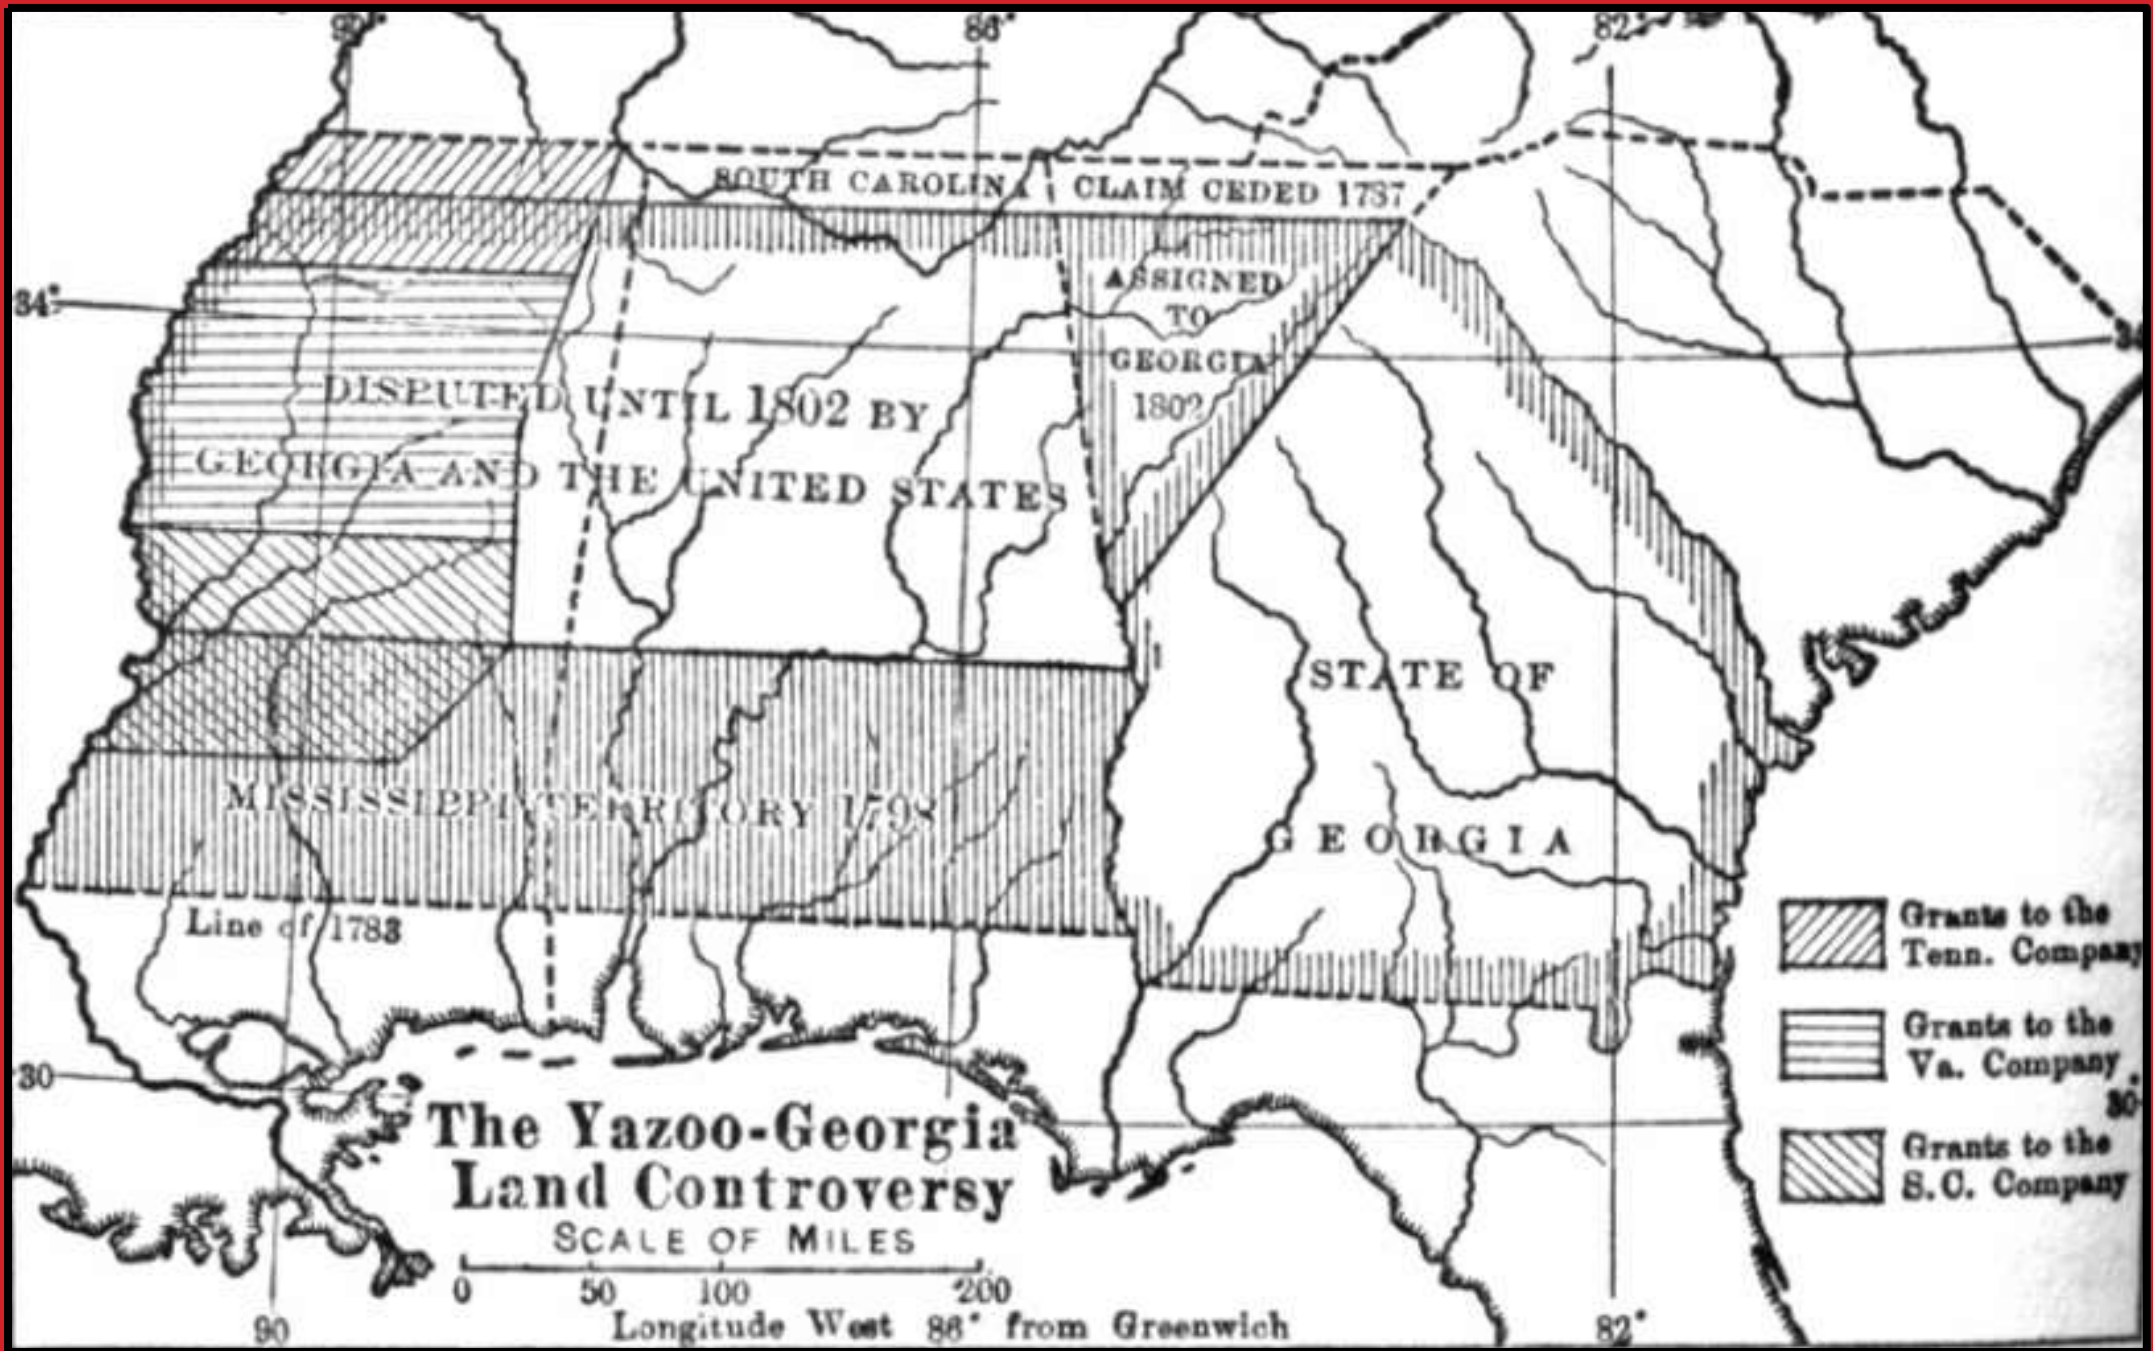 86°
82°
SOUTH CAROLINA CLAIM CEDED 1787
ASSIGNED
TO
GEORGIA
1802
34°
DISPUTED UNTIL 1802 BY
GEORGIA AND THE UNITED STATES
STATE OF
GEORGIA
MISSISSIPPI TERRITORY 1798
Line of 1783
Grants to the
Tenn. Company
Grants to the
Va. Company
Grants to the
S.C. Company
30
30
The Yazoo-Georgia
Land Controversy
SCALE OF MILES
0 50 100 200
Longitude West 86° from Greenwich
90
82°